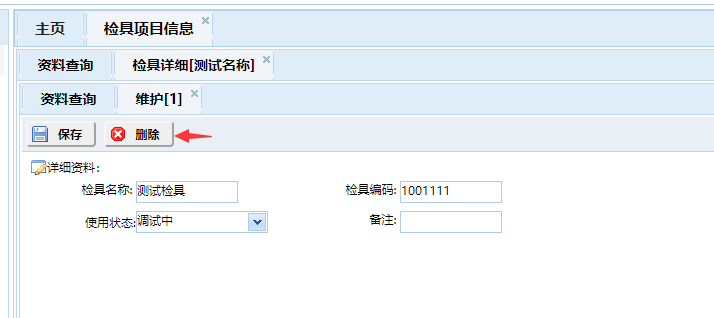 主页 检具项目信息
资料查询 检具详细[测试名称]
资料查询 维护[1]
保存 删除
详细资料:
检具名称: 测试检具 检具编码: 1001111
使用状态: 调试中 备注: